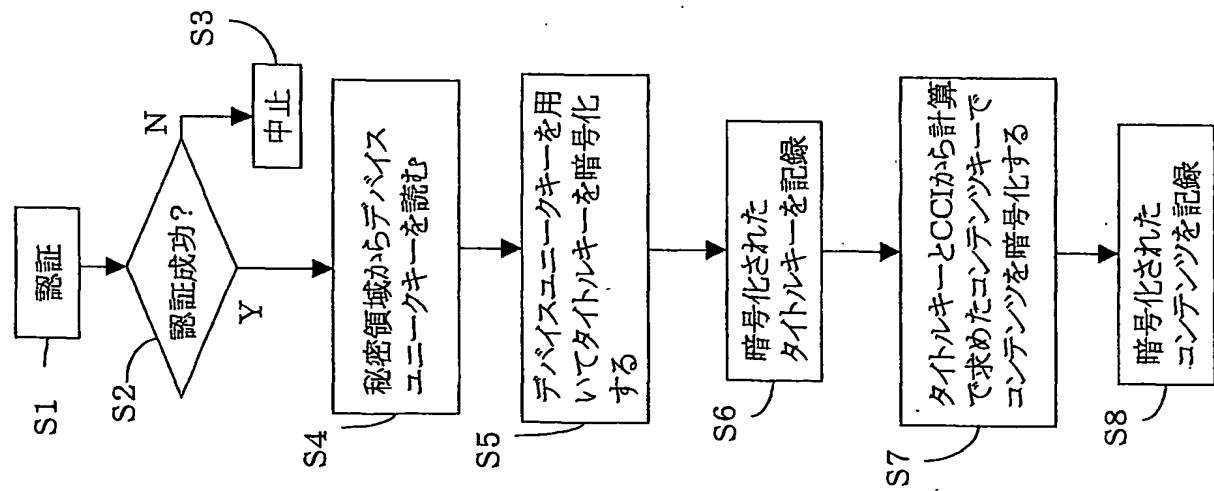 S1
認証
S2
認証成功?
N
S3
中止
Y
S4
秘密領域からデバイス
ユニークキーを読む
S5
デバイスユニークキーを用
いてタイトルキーを暗号化
する
S6
暗号化された
タイトルキーを記録
S7
タイトルキーとCCIから計算
で求めたコンテンツキーで
コンテンツを暗号化する
S8
暗号化された
コンテンツを記録